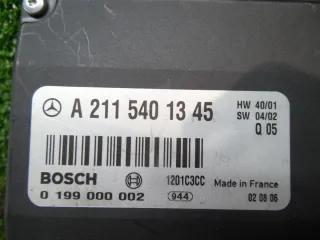 A 211 540 13 45
HW 40/01
SW 04/02
Q 05
BOSCH
1201C3CC
Made in France
0 199 000 002
944
02 08 06